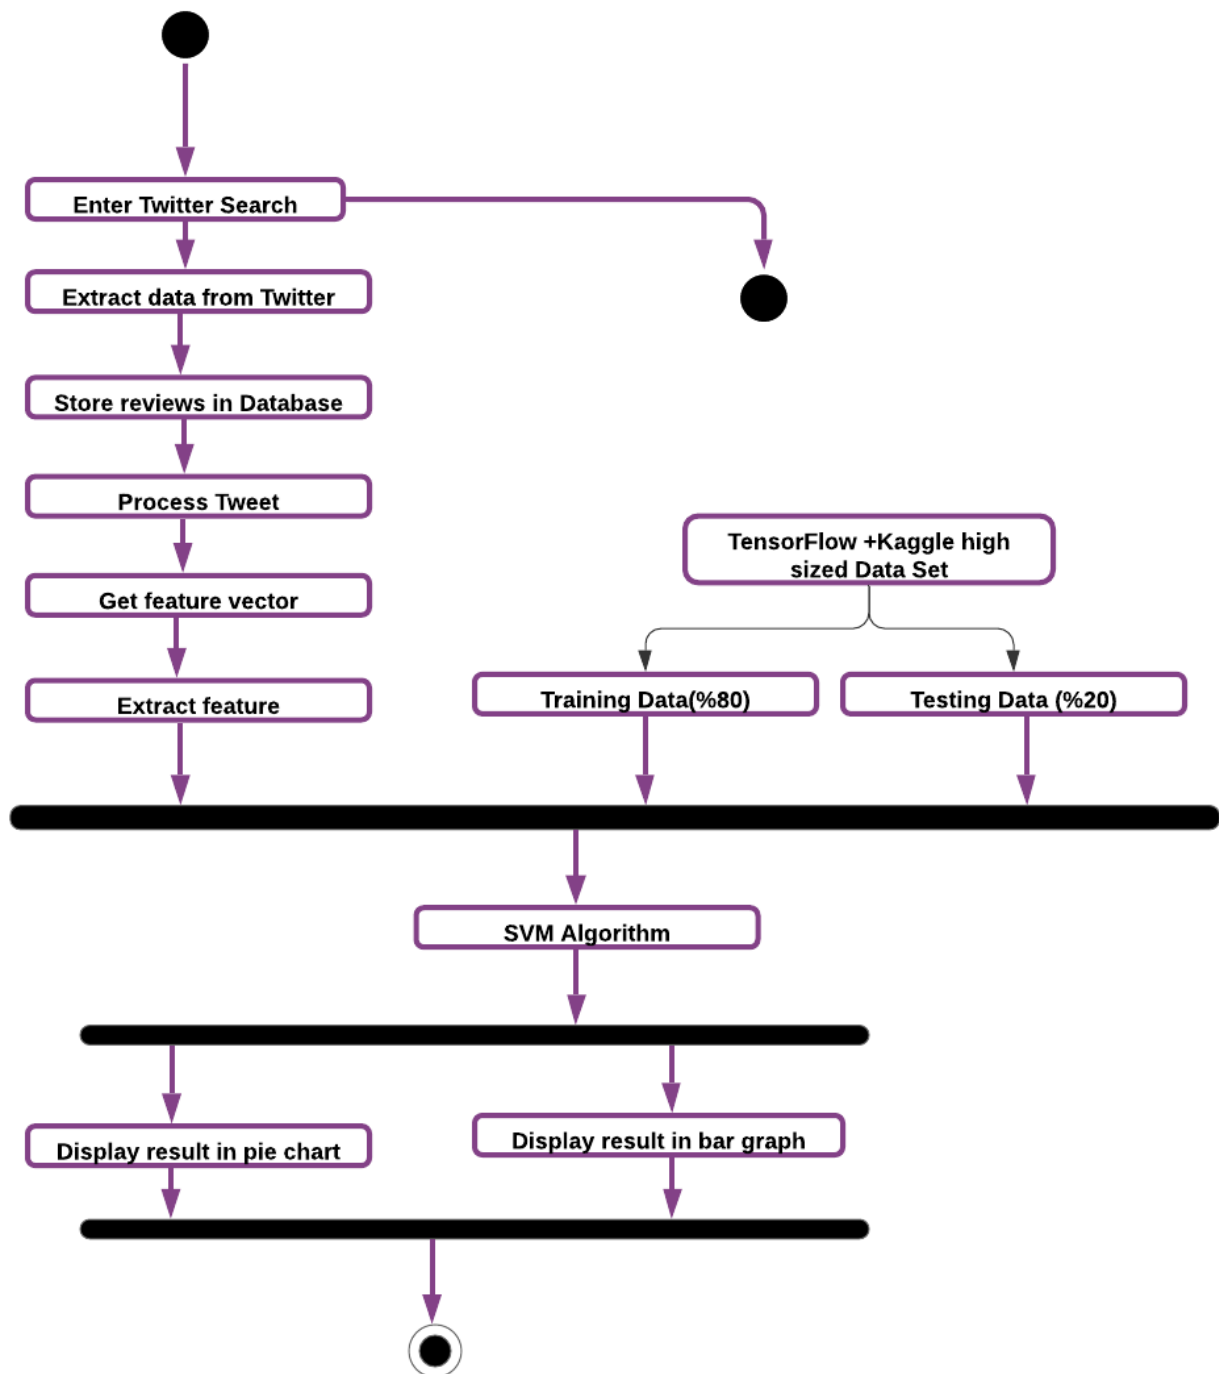 Enter Twitter Search
Extract data from Twitter
Store reviews in Database
Process Tweet
Get feature vector
Extract feature
TensorFlow +Kaggle high
sized Data Set
Training Data(%80)
Testing Data (%20)
SVM Algorithm
Display result in pie chart
Display result in bar graph